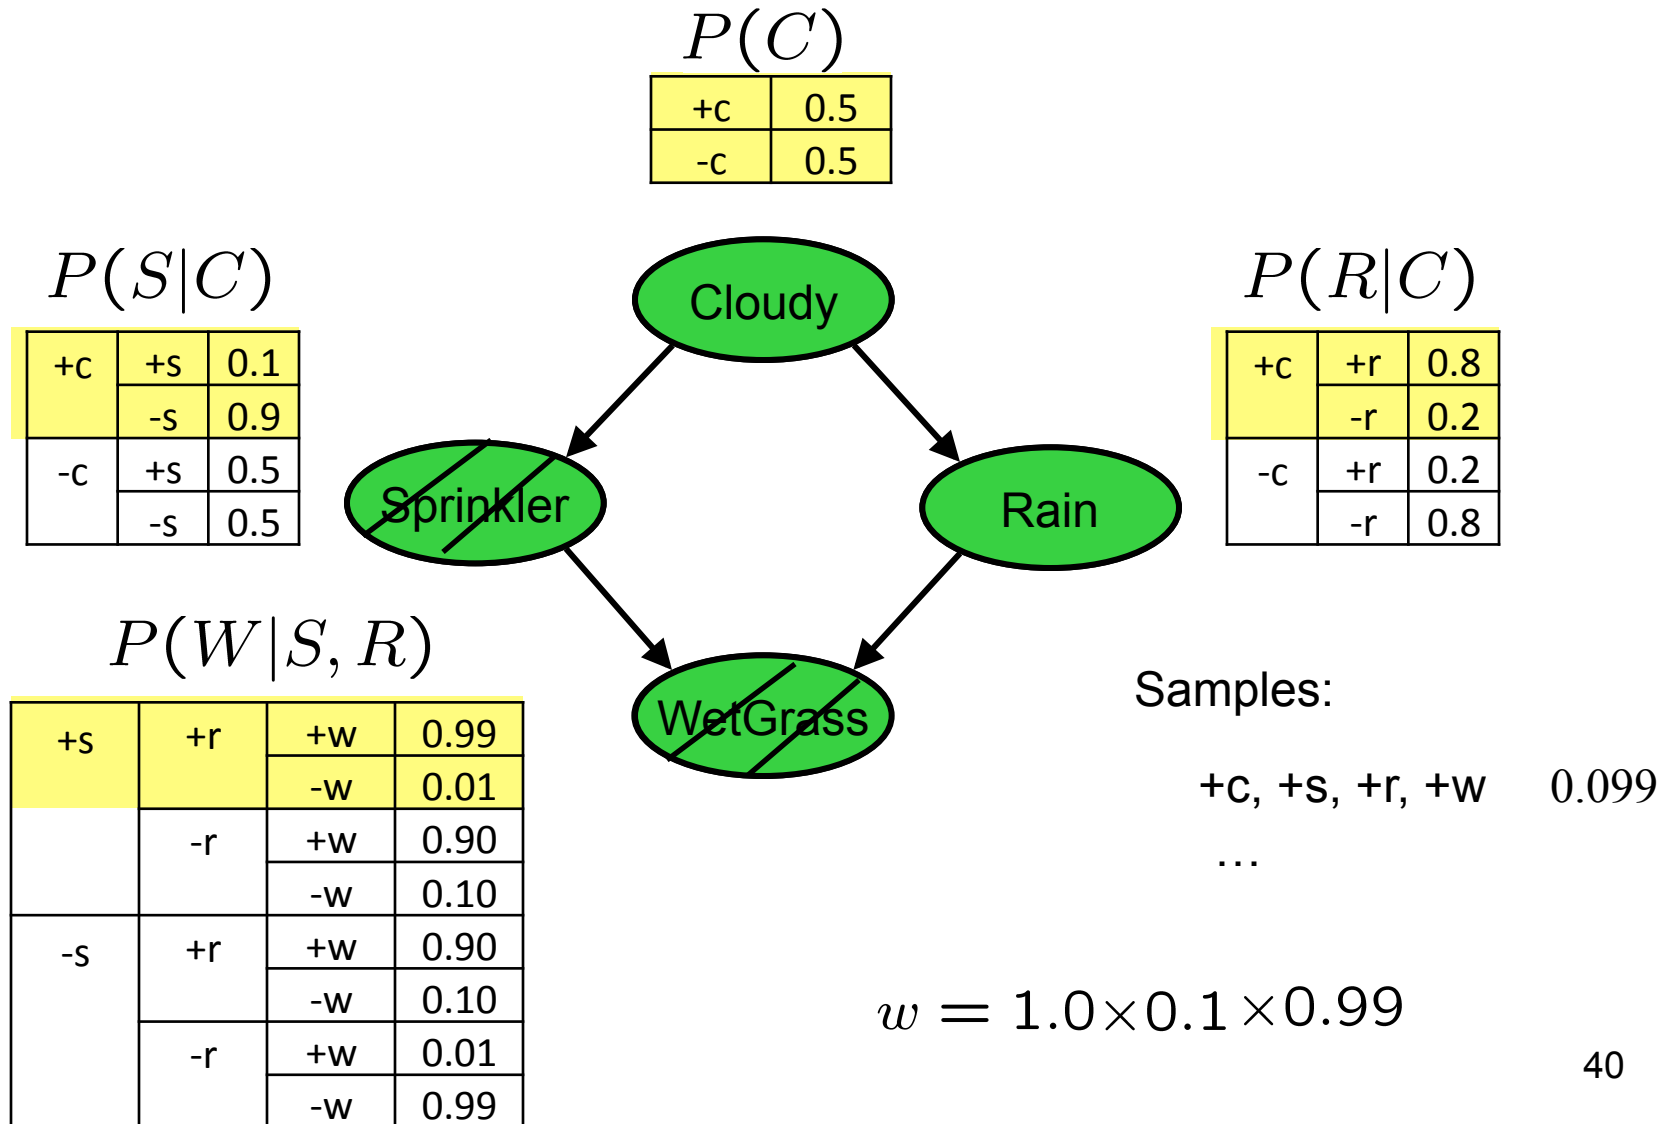 P(C)
+c 0.5
-c 0.5
P(S|C)
+c +s 0.1
-s 0.9
-c +s 0.5
-s 0.5
Cloudy
P(R|C)
+c +r 0.8
-r 0.2
-c +r 0.2
-r 0.8
Sprinkler
Rain
P(W|S, R)
+s +r +w 0.99
-w 0.01
-r +w 0.90
-w 0.10
-s +r +w 0.90
-w 0.10
-r +w 0.01
-w 0.99
WetGrass
Samples:
+c, +s, +r, +w 0.099
...
w = 1.0×0.1×0.99
40